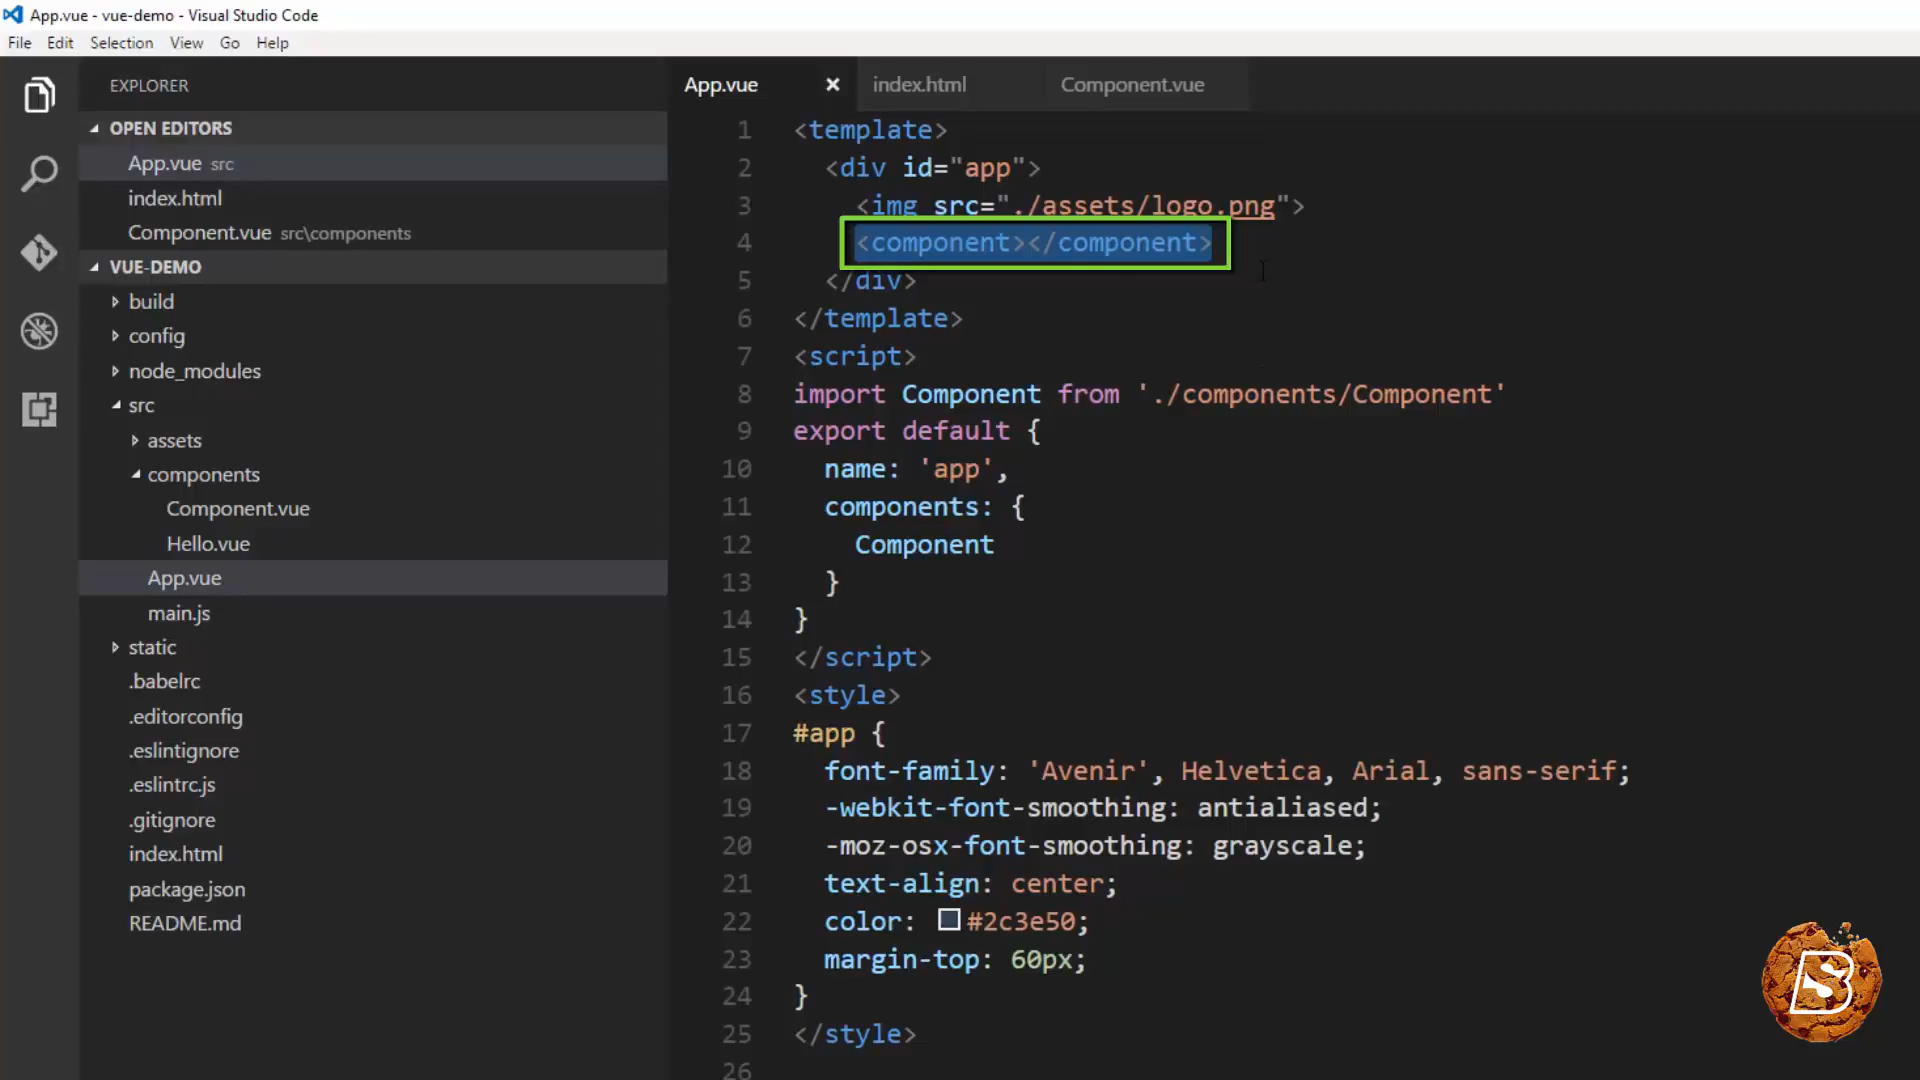 App.vue - vue-demo - Visual Studio Code
File Edit Selection View Go Help
EXPLORER
OPEN EDITORS
App.vue src
index.html
Component.vue src\components
VUE-DEMO
build
config
node_modules
src
assets
components
Component.vue
Hello.vue
App.vue
main.js
static
.babelrc
.editorconfig
.eslintignore
.eslintrc.js
.gitignore
index.html
package.json
README.md
App.vue × index.html Component.vue
1 <template>
2 <div id="app">
3 <img src="./assets/logo.png">
4 <component></component>
5 </div>
6 </template>
7 <script>
8 import Component from './components/Component'
9 export default {
10 name: 'app',
11 components: {
12 Component
13 }
14 }
15 </script>
16 <style>
17 #app {
18 font-family: 'Avenir', Helvetica, Arial, sans-serif;
19 -webkit-font-smoothing: antialiased;
20 -moz-osx-font-smoothing: grayscale;
21 text-align: center;
22 color: #2c3e50;
23 margin-top: 60px;
24 }
25 </style>
26
B